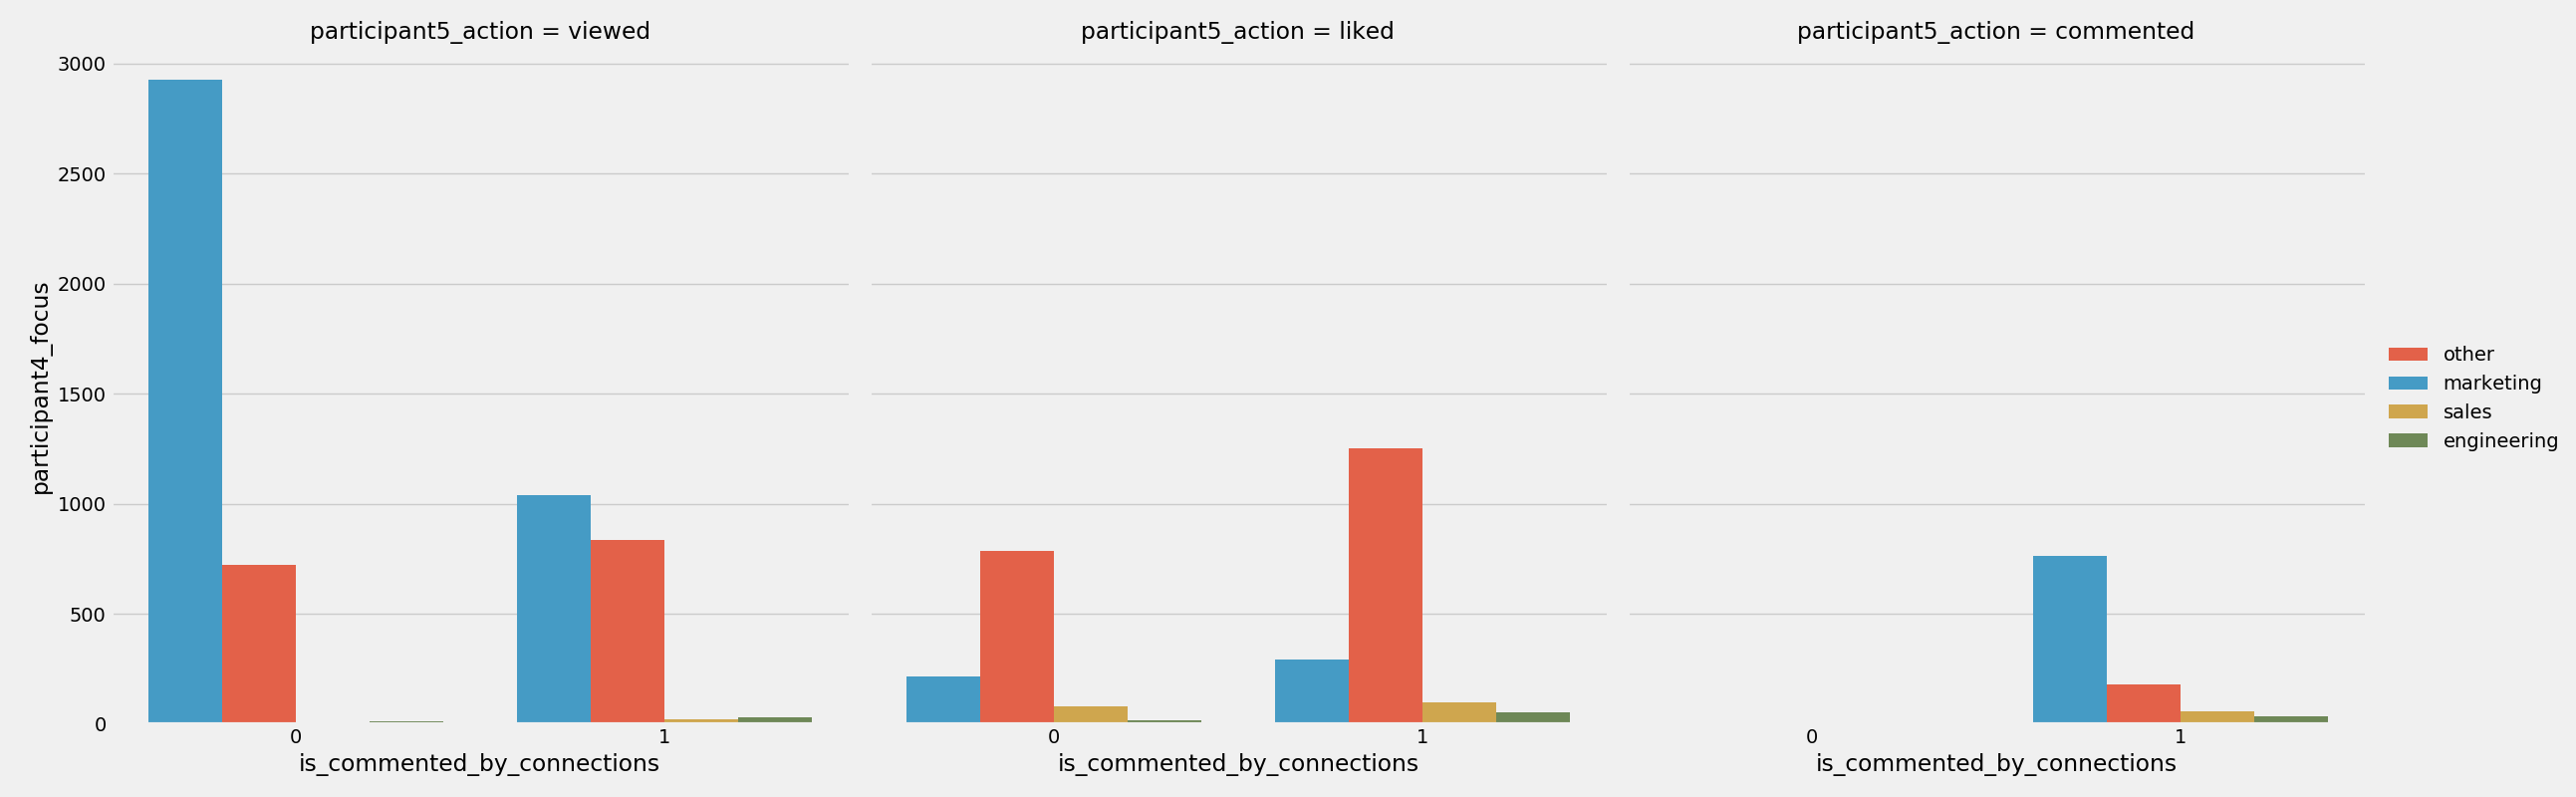 participant5_action = viewed
participant5_action = liked
participant5_action = commented
participant4_focus
3000
2500
2000
1500
1000
500
0
0
1
0
1
0
1
is_commented_by_connections
is_commented_by_connections
is_commented_by_connections
other
marketing
sales
engineering